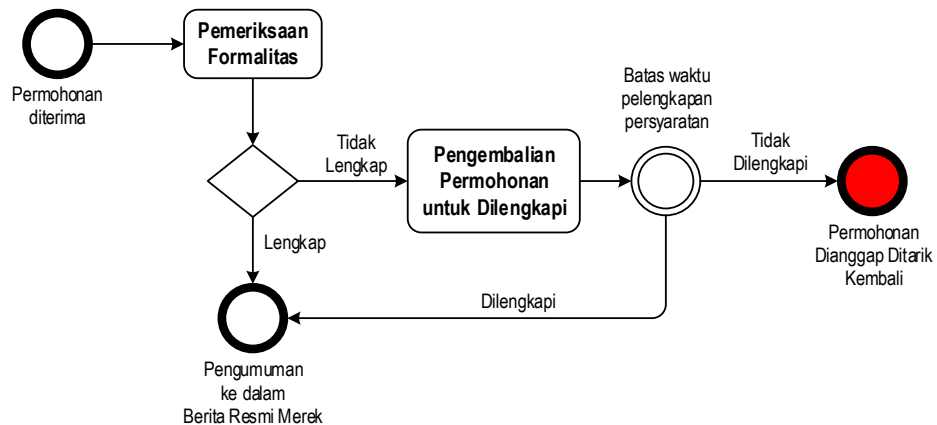 Permohonan
diterima
Pemeriksaan
Formalitas
Tidak
Lengkap
Lengkap
Pengembalian
Permohonan
untuk Dilengkapi
Batas waktu
pelengkapan
persyaratan
Tidak
Dilengkapi
Permohonan
Dianggap Ditarik
Kembali
Dilengkapi
Pengumuman
ke dalam
Berita Resmi Merek